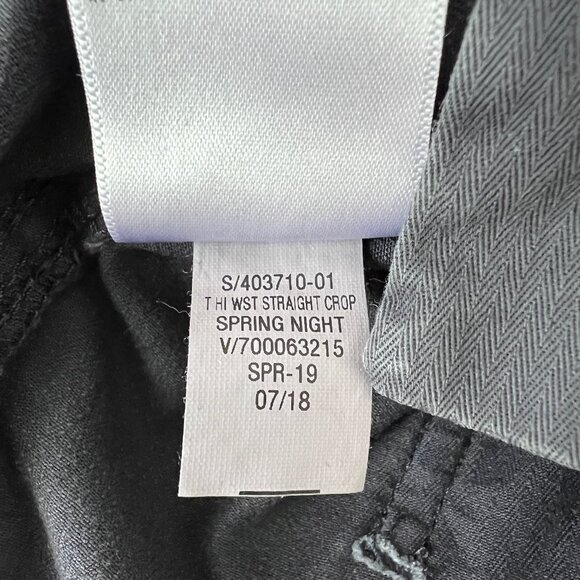 S/403710-01
T HI WST STRAIGHT CROP
SPRING NIGHT
V/700063215
SPR-19
07/18